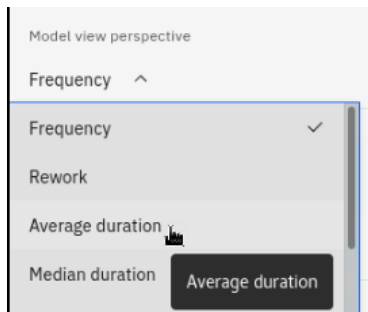 Model view perspective
Frequency
Frequency
Rework
Average duration
Median duration
Average duration